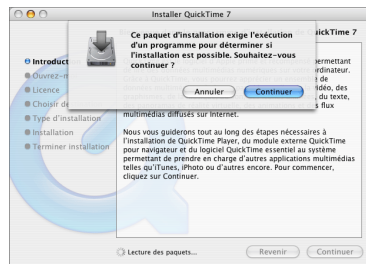 Installer QuickTime 7
uickTime 7
Ce paquet d'installation exige l'exécution
d'un programme pour déterminer si
l'installation est possible. Souhaitez-vous
continuer ?
Annuler
Continuer
Introduct
Ouvrez-m
Licence
Choisir de
Type d'installation
Installation
Terminer installation
permettant
ordinateur.
de
vidéo, des
du texte,
s flux
multimédias diffusés sur Internet.
Nous vous guiderons tout au long des étapes nécessaires à
l'installation de QuickTime Player, du module externe QuickTime
pour navigateur et du logiciel QuickTime essentiel au système
permettant de prendre en charge d'autres applications multimédias
telles qu'iTunes, iPhoto ou d'autres encore. Pour commencer,
cliquez sur Continuer.
Lecture des paquets...
Revenir
Continuer